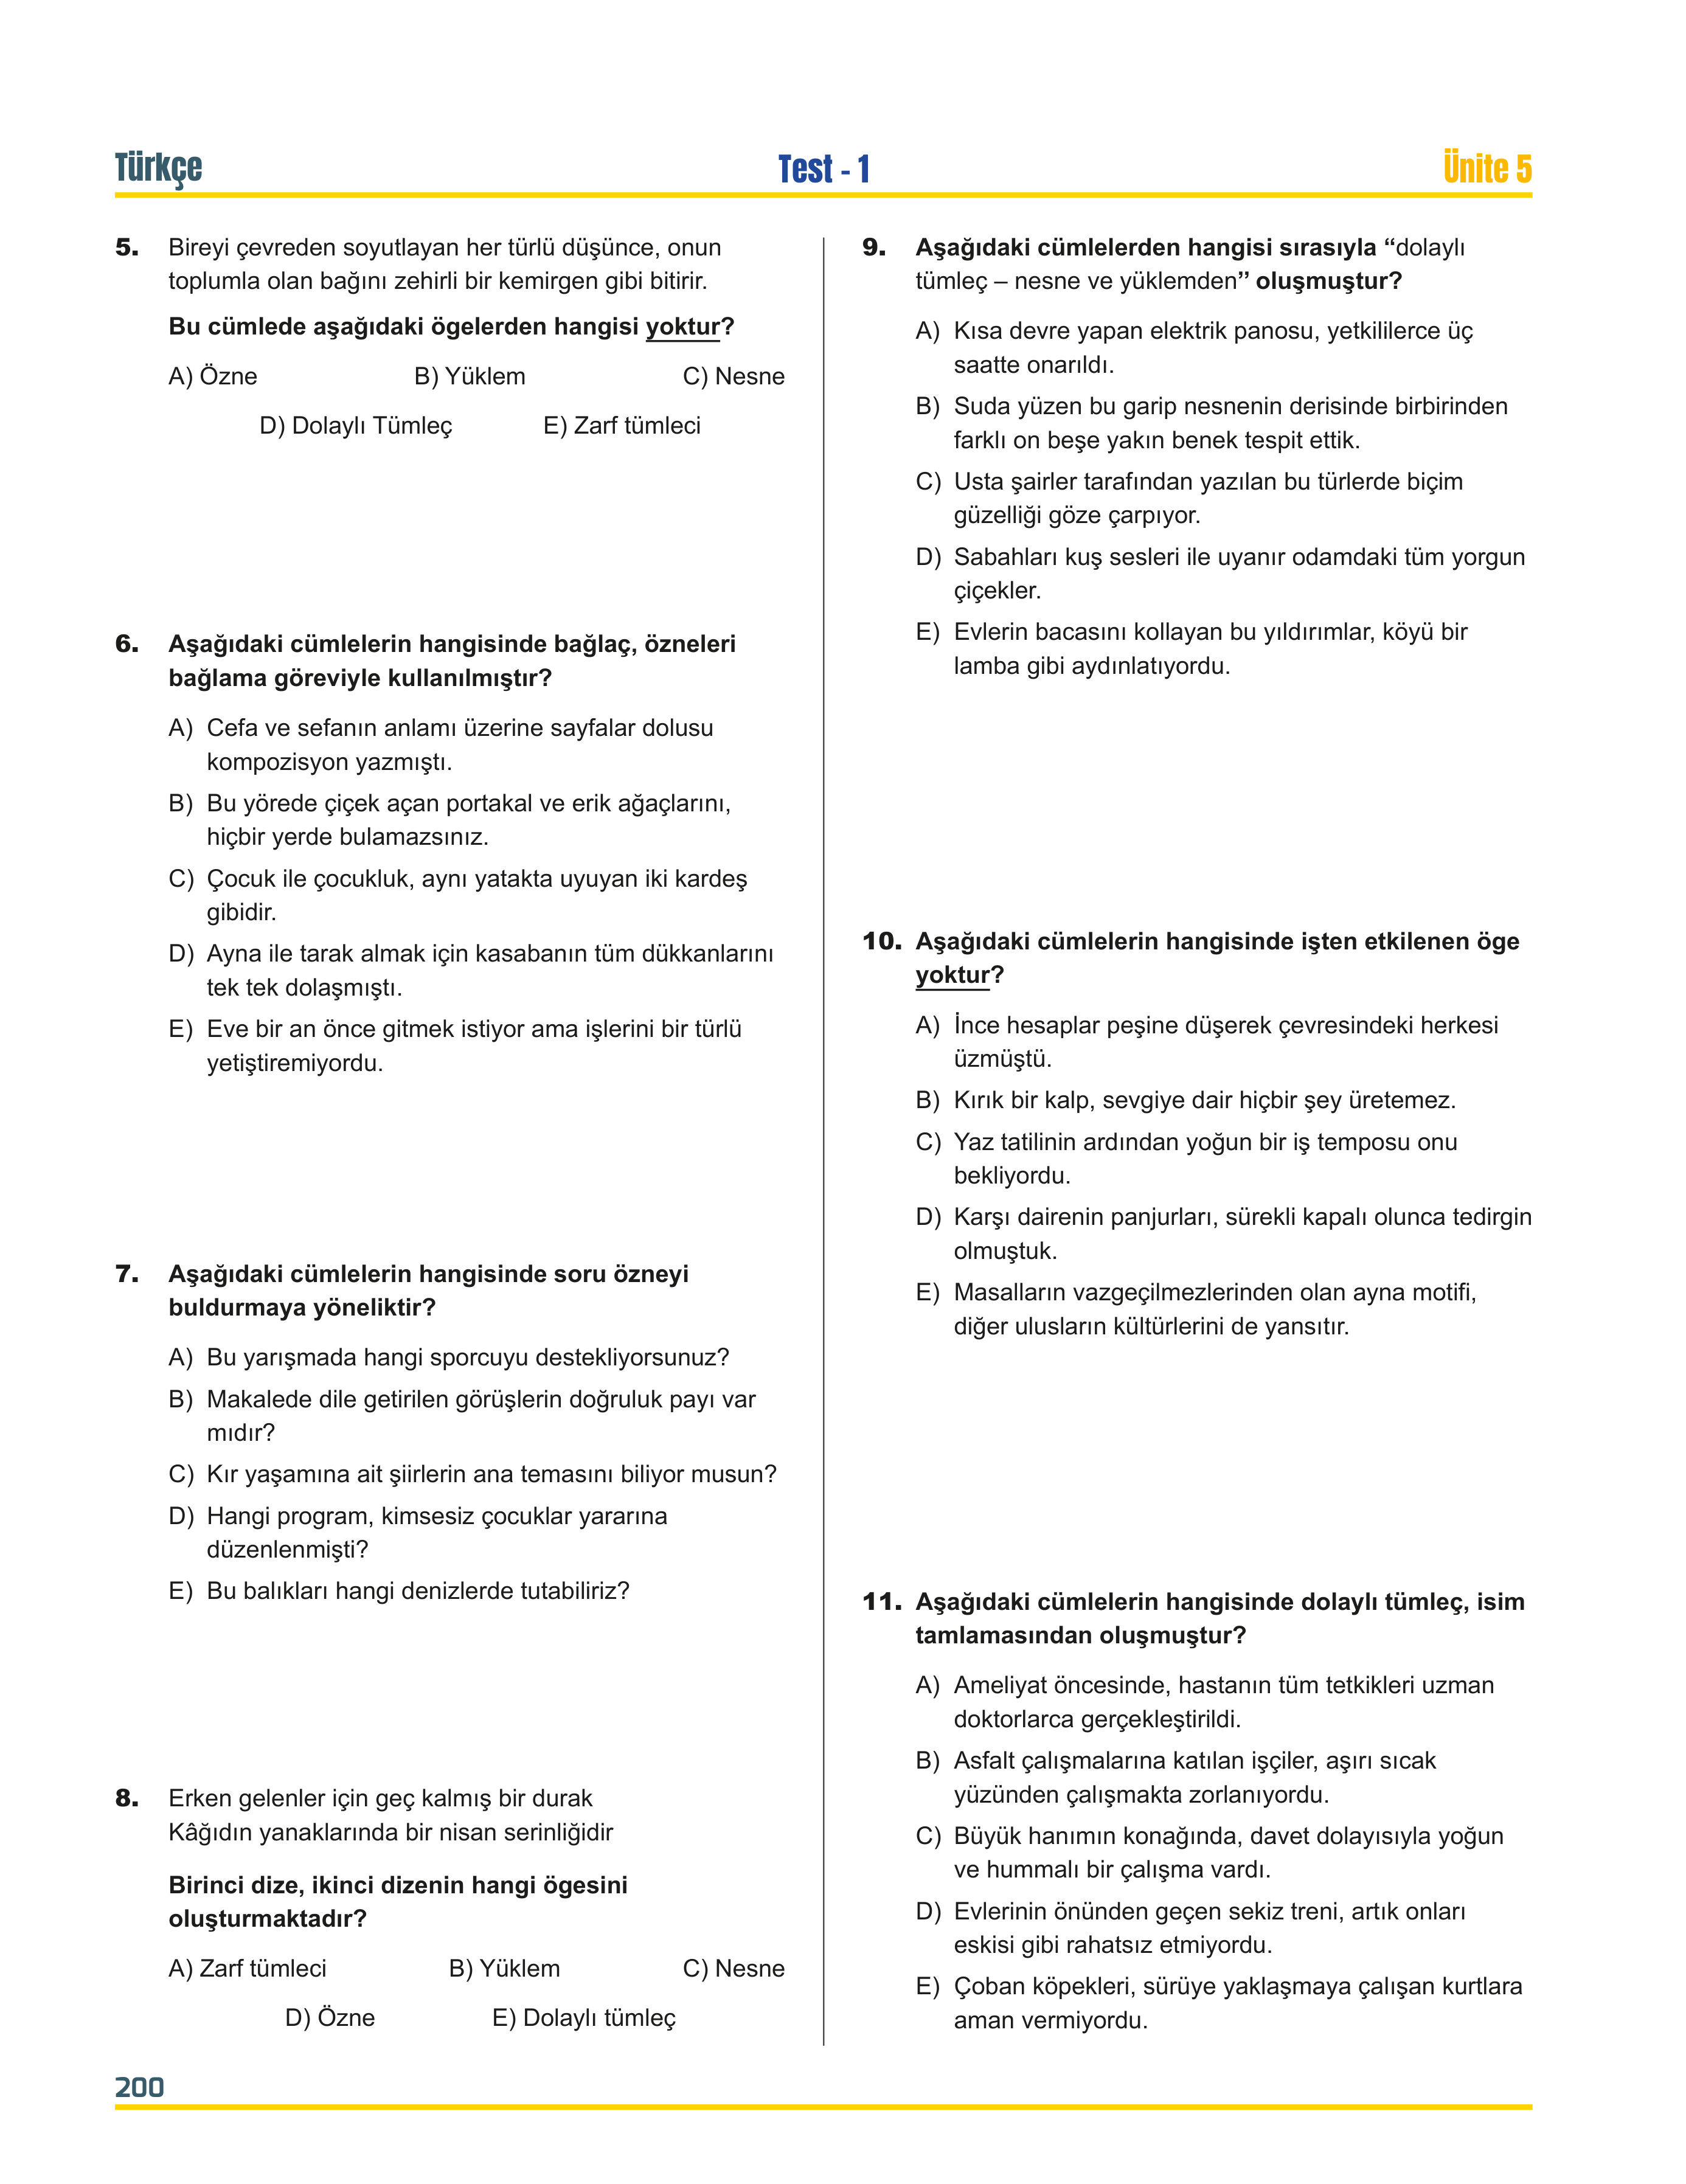 Türkçe
Test - 1
Ünite 5
5. Bireyi çevreden soyutlayan her türlü düşünce, onun
toplumla olan bağını zehirli bir kemirgen gibi bitirir.
Bu cümlede aşağıdaki ögelerden hangisi yoktur?
A) Özne B) Yüklem C) Nesne
D) Dolaylı Tümleç E) Zarf tümleci
6. Aşağıdaki cümlelerin hangisinde bağlaç, özneleri
bağlama göreviyle kullanılmıştır?
A) Cefa ve sefanın anlamı üzerine sayfalar dolusu
kompozisyon yazmıştı.
B) Bu yörede çiçek açan portakal ve erik ağaçlarını,
hiçbir yerde bulamazsınız.
C) Çocuk ile çocukluk, aynı yatakta uyuyan iki kardeş
gibidir.
D) Ayna ile tarak almak için kasabanın tüm dükkanlarını
tek tek dolaşmıştı.
E) Eve bir an önce gitmek istiyor ama işlerini bir türlü
yetiştiremiyordu.
7. Aşağıdaki cümlelerin hangisinde soru özneyi
buldurmaya yöneliktir?
A) Bu yarışmada hangi sporcuyu destekliyorsunuz?
B) Makalede dile getirilen görüşlerin doğruluk payı var
mıdır?
C) Kır yaşamına ait şiirlerin ana temasını biliyor musun?
D) Hangi program, kimsesiz çocuklar yararına
düzenlenmişti?
E) Bu balıkları hangi denizlerde tutabiliriz?
8. Erken gelenler için geç kalmış bir durak
Kâğıdın yanaklarında bir nisan serinliğidir
Birinci dize, ikinci dizenin hangi ögesini
oluşturmaktadır?
A) Zarf tümleci B) Yüklem C) Nesne
D) Özne E) Dolaylı tümleç
9. Aşağıdaki cümlelerden hangisi sırasıyla “dolaylı
tümleç – nesne ve yüklemden” oluşmuştur?
A) Kısa devre yapan elektrik panosu, yetkililerce üç
saatte onarıldı.
B) Suda yüzen bu garip nesnenin derisinde birbirinden
farklı on beşe yakın benek tespit ettik.
C) Usta şairler tarafından yazılan bu türlerde biçim
güzelliği göze çarpıyor.
D) Sabahları kuş sesleri ile uyanır odamdaki tüm yorgun
çiçekler.
E) Evlerin bacasını kollayan bu yıldırımlar, köyü bir
lamba gibi aydınlatıyordu.
10. Aşağıdaki cümlelerin hangisinde işten etkilenen öge
yoktur?
A) İnce hesaplar peşine düşerek çevresindeki herkesi
üzmüştü.
B) Kırık bir kalp, sevgiye dair hiçbir şey üretemez.
C) Yaz tatilinin ardından yoğun bir iş temposu onu
bekliyordu.
D) Karşı dairenin panjurları, sürekli kapalı olunca tedirgin
olmuştuk.
E) Masalların vazgeçilmezlerinden olan ayna motifi,
diğer ulusların kültürlerini de yansıtır.
11. Aşağıdaki cümlelerin hangisinde dolaylı tümleç, isim
tamlamasından oluşmuştur?
A) Ameliyat öncesinde, hastanın tüm tetkikleri uzman
doktorlarca gerçekleştirildi.
B) Asfalt çalışmalarına katılan işçiler, aşırı sıcak
yüzünden çalışmakta zorlanıyordu.
C) Büyük hanımın konağında, davet dolayısıyla yoğun
ve hummalı bir çalışma vardı.
D) Evlerinin önünden geçen sekiz treni, artık onları
eskisi gibi rahatsız etmiyordu.
E) Çoban köpekleri, sürüye yaklaşmaya çalışan kurtlara
aman vermiyordu.
200